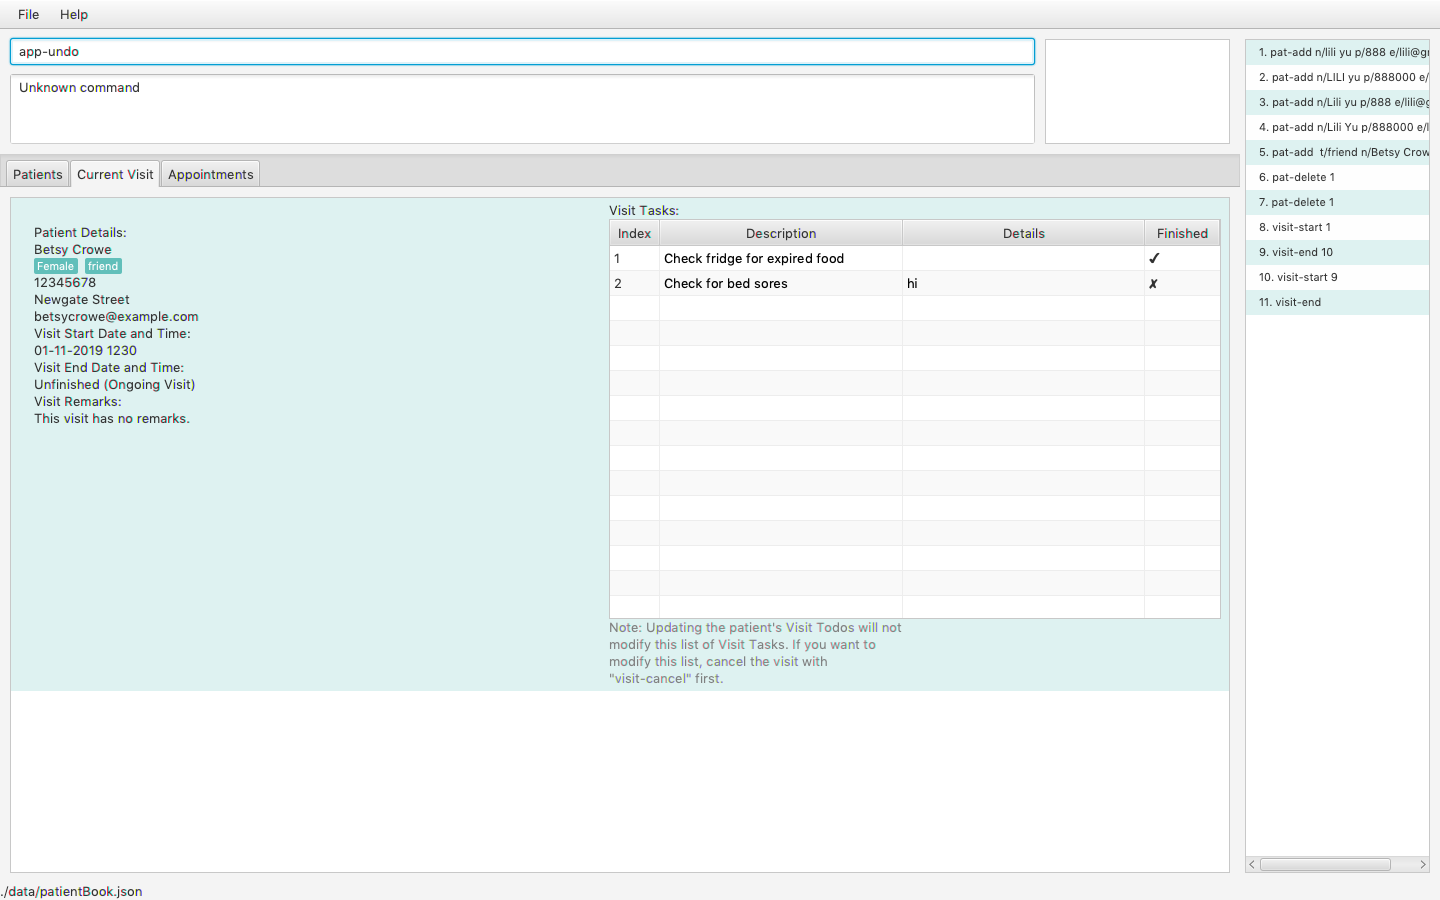 File Help
app-undo
Unknown command
Patients Current Visit Appointments
Patient Details:
Betsy Crowe
Female friend
12345678
Newgate Street
betsycrowe@example.com
Visit Start Date and Time:
01-11-2019 1230
Visit End Date and Time:
Unfinished (Ongoing Visit)
Visit Remarks:
This visit has no remarks.
Visit Tasks:
Index Description Details Finished
1 Check fridge for expired food ✓
2 Check for bed sores hi ✗
Note: Updating the patient's Visit Todos will not
modify this list of Visit Tasks. If you want to
modify this list, cancel the visit with
"visit-cancel" first.
1. pat-add n/lili yu p/888 e/lili@gr
2. pat-add n/LILI yu p/888000 e/
3. pat-add n/Lili yu p/888 e/lili@g
4. pat-add n/Lili Yu p/888000 e/l
5. pat-add  t/friend n/Betsy Crow
6. pat-delete 1
7. pat-delete 1
8. visit-start 1
9. visit-end 10
10. visit-start 9
11. visit-end
./data/patientBook.json